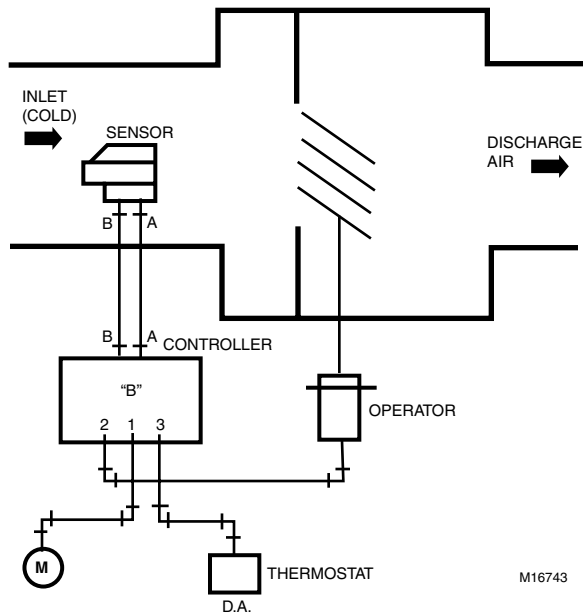 INLET
(COLD)
SENSOR
DISCHARGE
AIR
B A
B A
CONTROLLER
“B”
2 1 3
OPERATOR
M
THERMOSTAT
D.A.
M16743